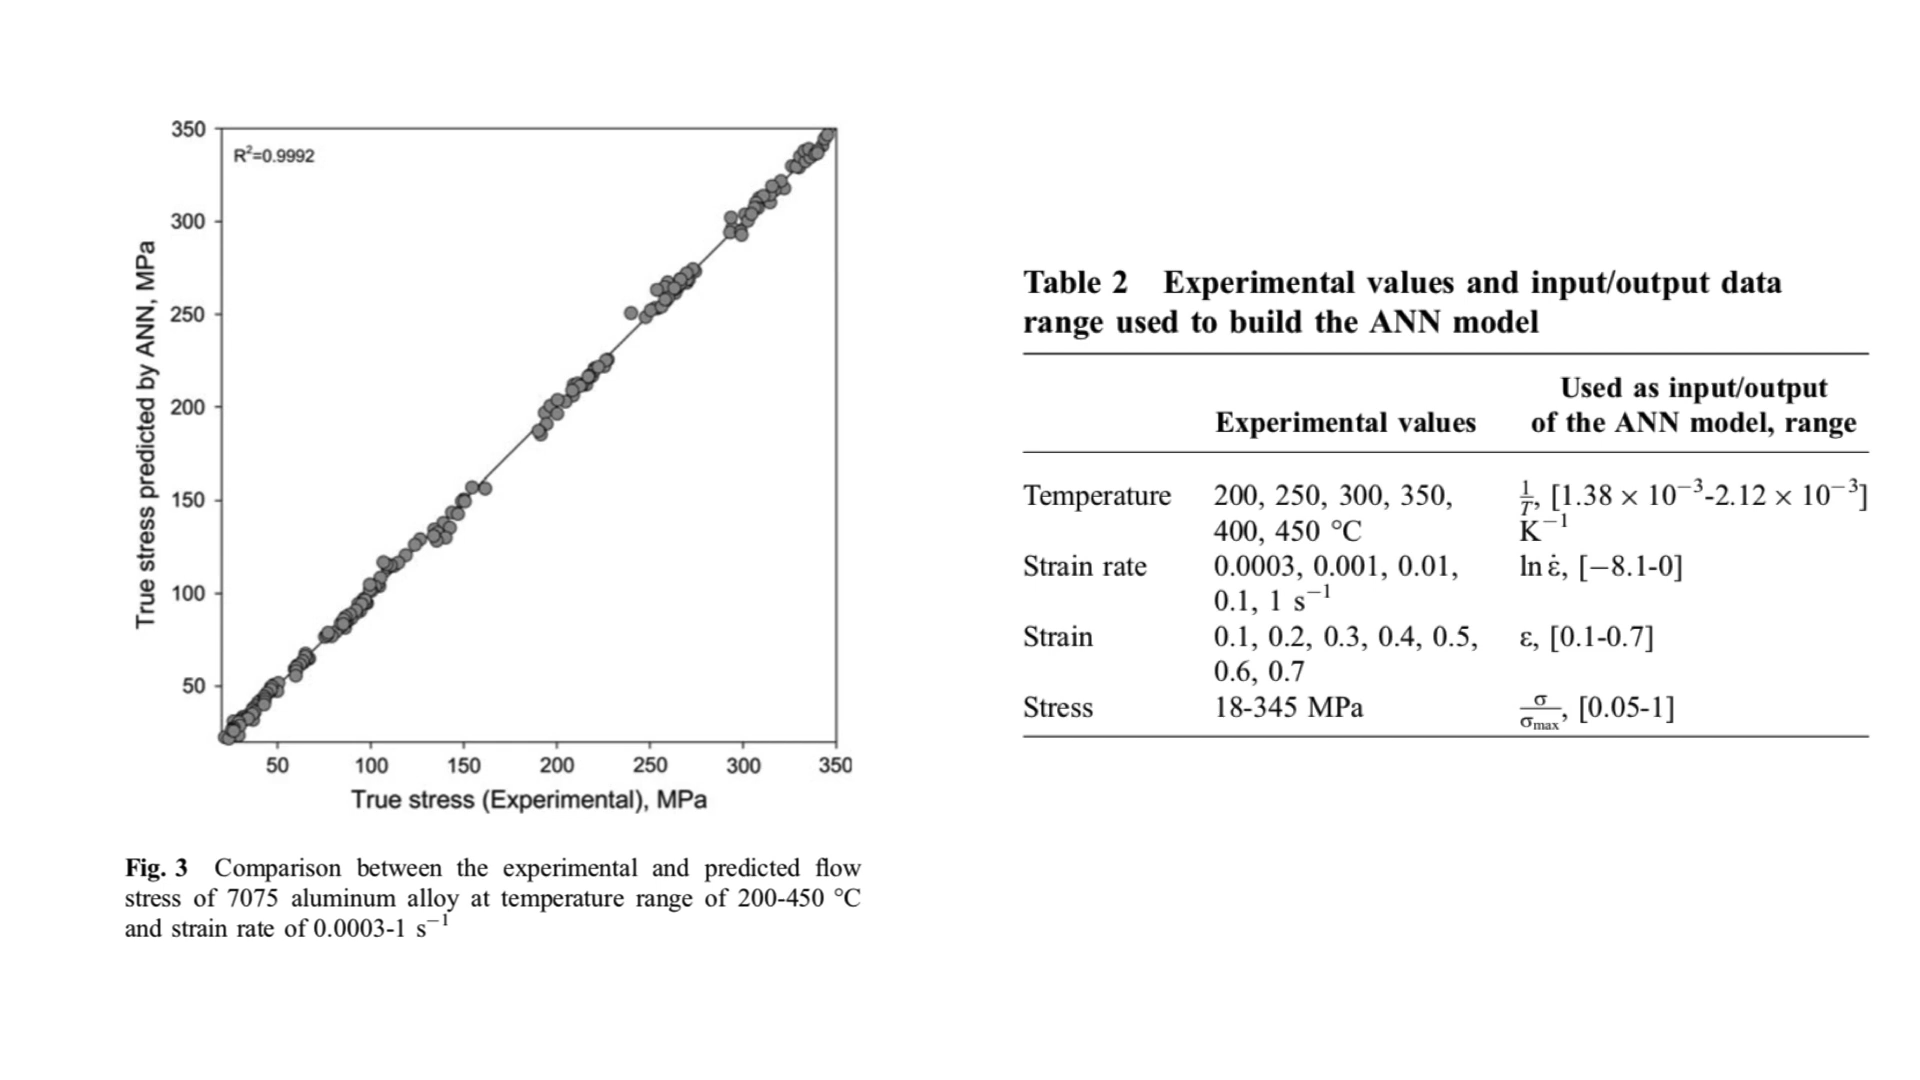 350
R²=0.9992
300
250
200
150
100
50
True stress predicted by ANN, MPa
50 100 150 200 250 300 350
True stress (Experimental), MPa
Fig. 3 Comparison between the experimental and predicted flow
stress of 7075 aluminum alloy at temperature range of 200-450 °C
and strain rate of 0.0003-1 s⁻¹
Table 2 Experimental values and input/output data
range used to build the ANN model
Used as input/output
Experimental values of the ANN model, range
Temperature 200, 250, 300, 350, 1/T, [1.38 × 10⁻³-2.12 × 10⁻³]
400, 450 °C K⁻¹
Strain rate 0.0003, 0.001, 0.01, ln ε̇, [−8.1-0]
0.1, 1 s⁻¹
Strain 0.1, 0.2, 0.3, 0.4, 0.5, ε, [0.1-0.7]
0.6, 0.7
Stress 18-345 MPa σ/σmax, [0.05-1]